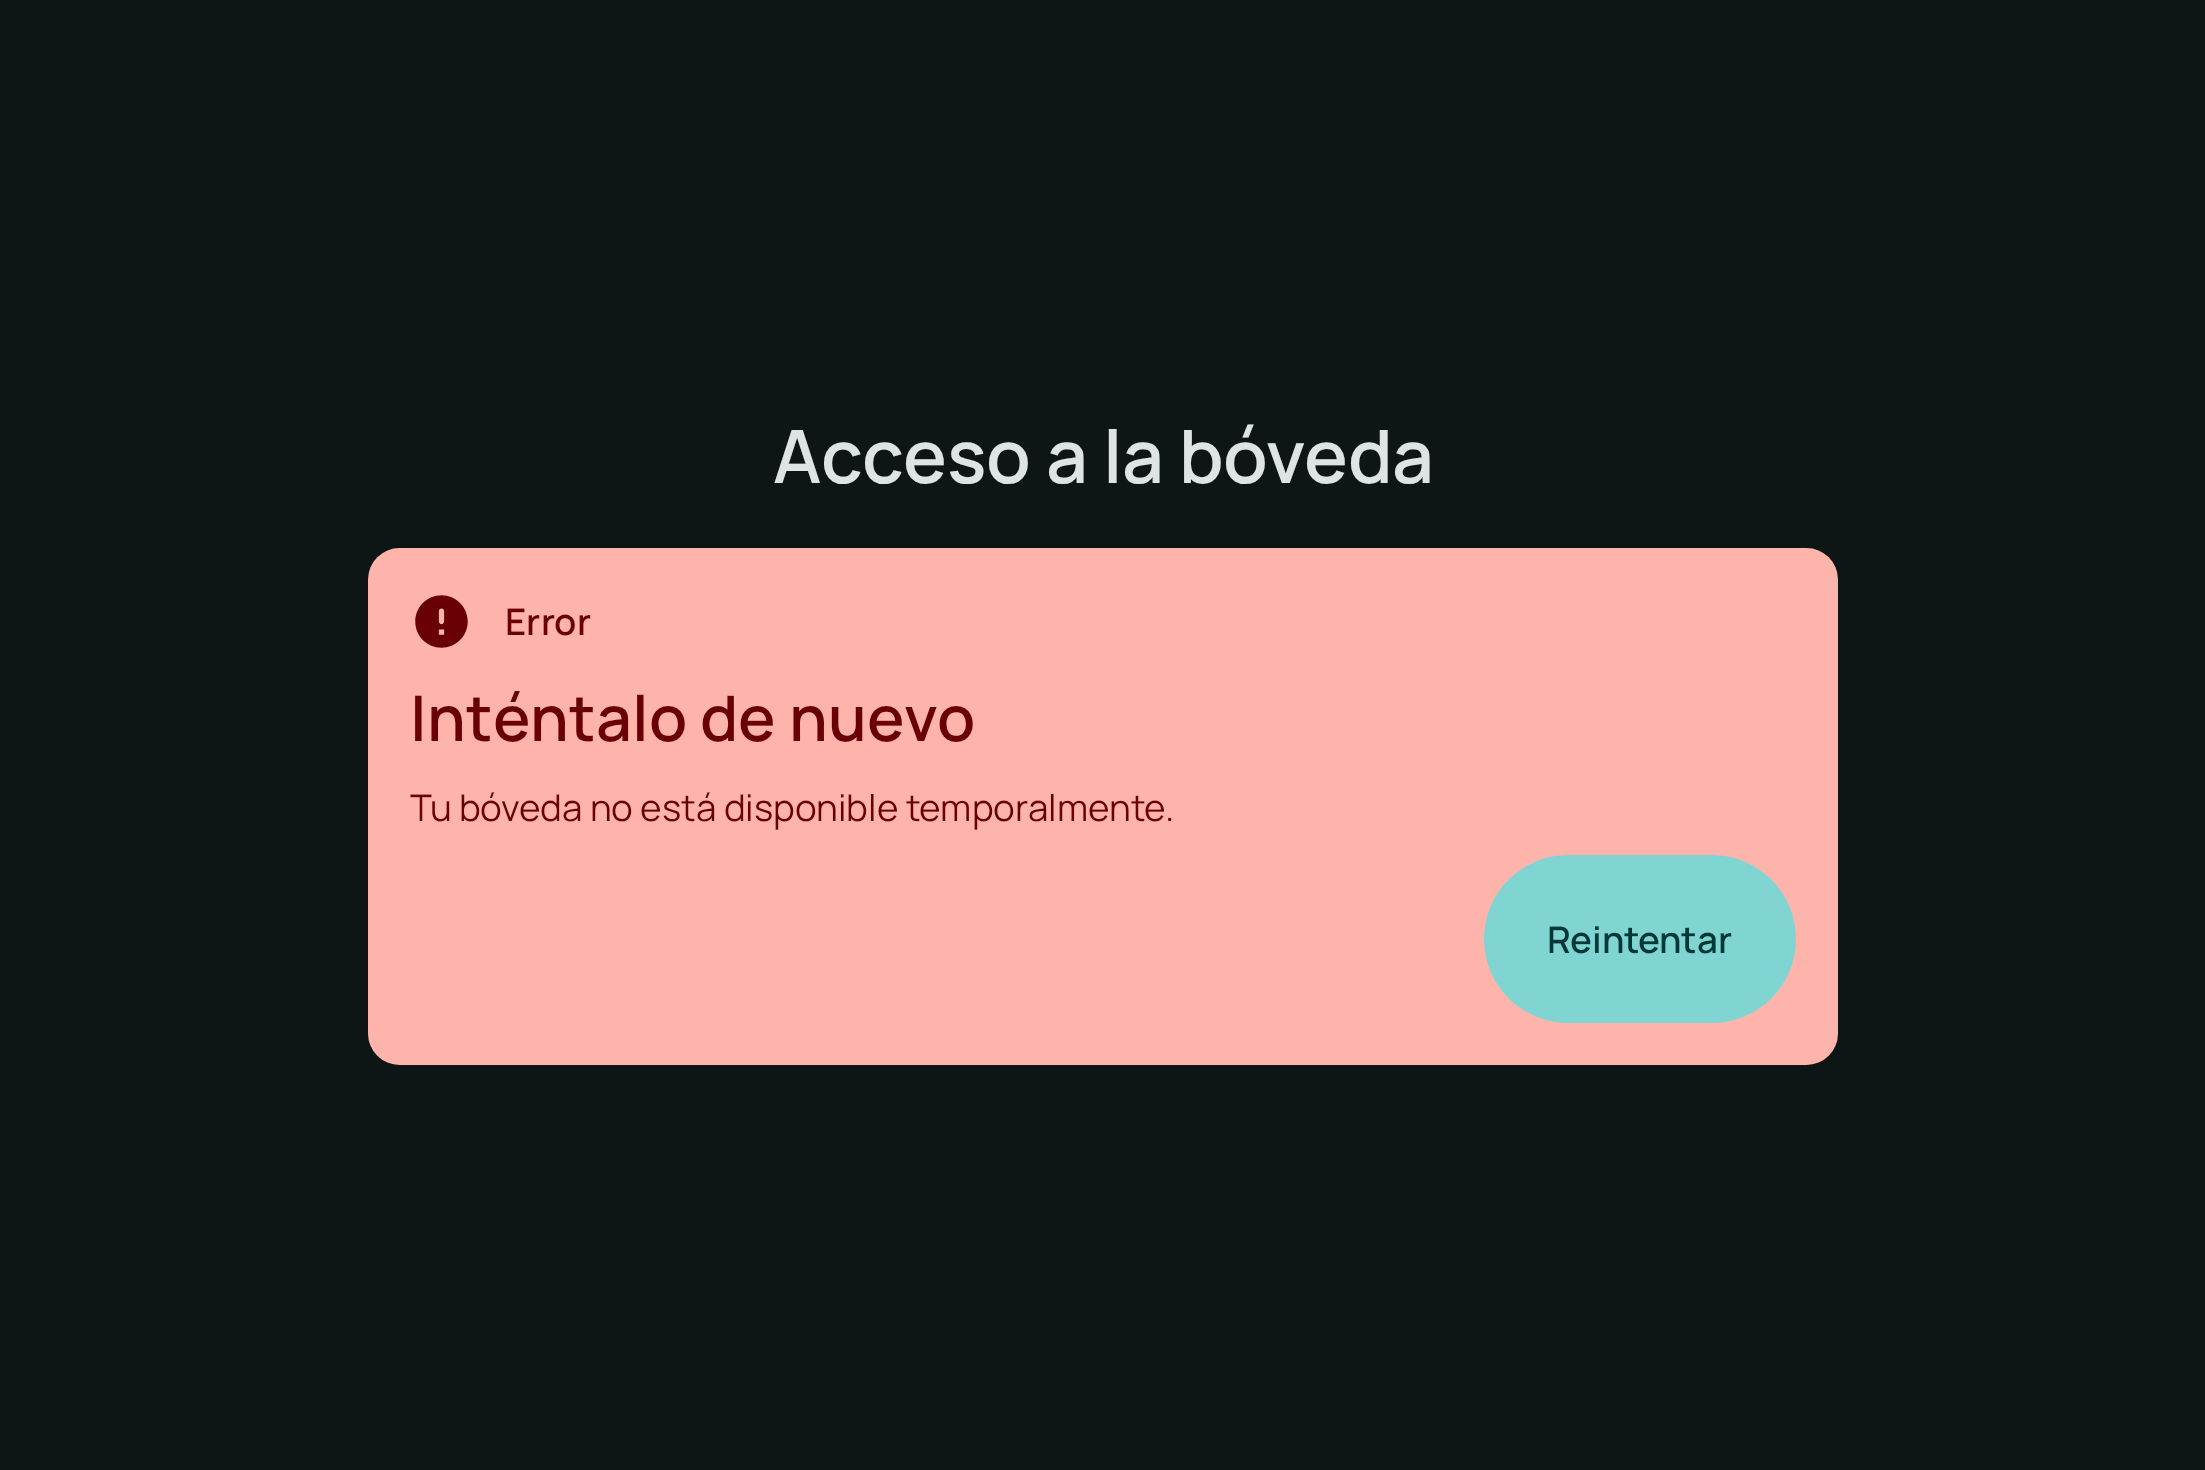 Acceso a la bóveda
Error
Inténtalo de nuevo
Tu bóveda no está disponible temporalmente.
Reintentar